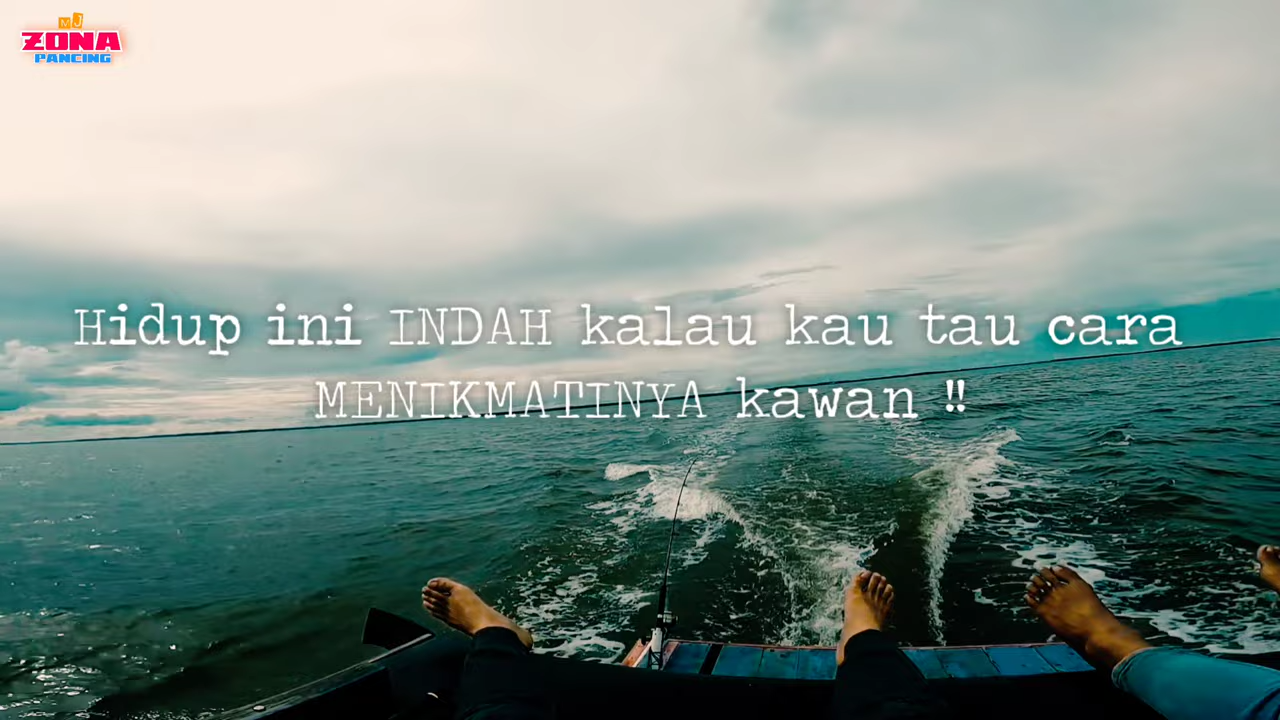 MJ
ZONA
PANCING
Hidup ini INDAH kalau kau tau cara
MENIKMATINYA kawan !!